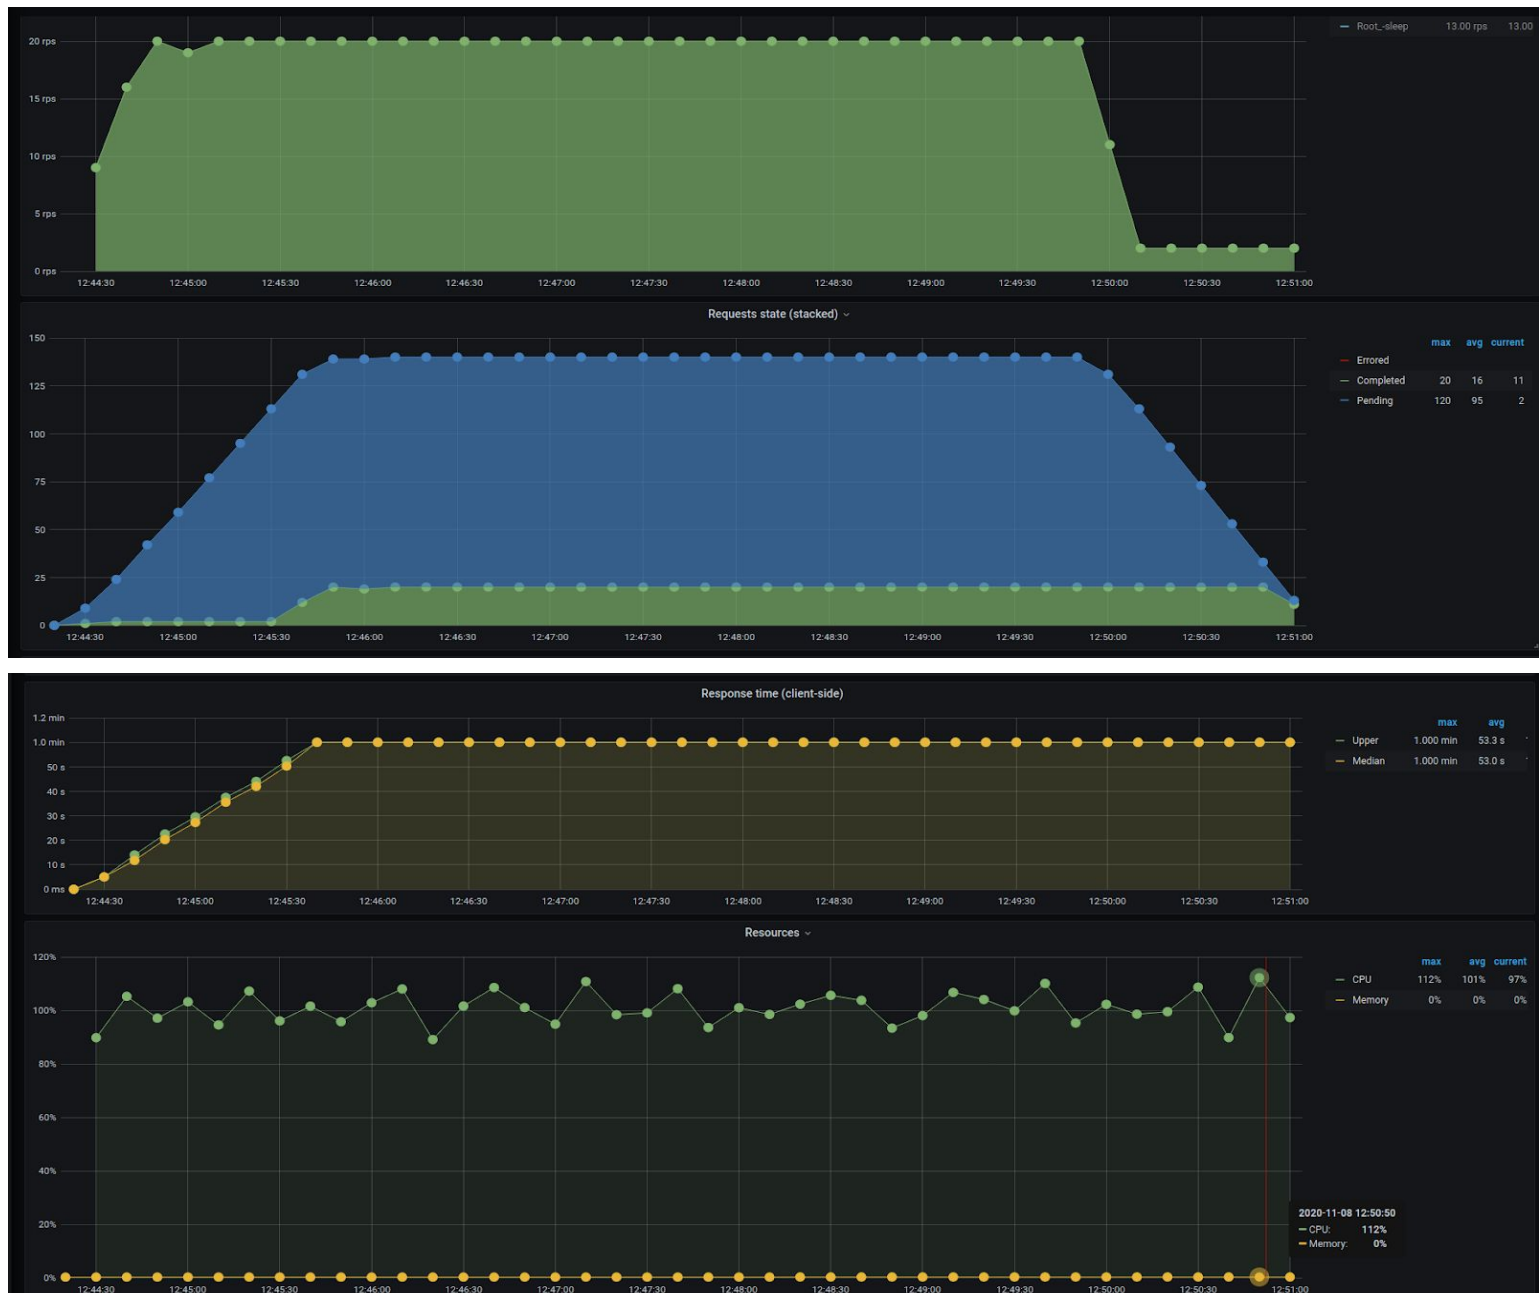 20 rps
15 rps
10 rps
5 rps
0 rps
12:44:30 12:45:00 12:45:30 12:46:00 12:46:30 12:47:00 12:47:30 12:48:00 12:48:30 12:49:00 12:49:30 12:50:00 12:50:30 12:51:00
Root_-sleep 13.00 rps 13.00
Requests state (stacked)
150
125
100
75
50
25
0
12:44:30 12:45:00 12:45:30 12:46:00 12:46:30 12:47:00 12:47:30 12:48:00 12:48:30 12:49:00 12:49:30 12:50:00 12:50:30 12:51:00
max avg current
Errored
Completed 20 16 11
Pending 120 95 2
Response time (client-side)
1.2 min
1.0 min
50 s
40 s
30 s
20 s
10 s
0 ms
12:44:30 12:45:00 12:45:30 12:46:00 12:46:30 12:47:00 12:47:30 12:48:00 12:48:30 12:49:00 12:49:30 12:50:00 12:50:30 12:51:00
max avg
Upper 1.000 min 53.3 s
Median 1.000 min 53.0 s
Resources
120%
100%
80%
60%
40%
20%
0%
12:44:30 12:45:00 12:45:30 12:46:00 12:46:30 12:47:00 12:47:30 12:48:00 12:48:30 12:49:00 12:49:30 12:50:00 12:50:30 12:51:00
max avg current
CPU 112% 101% 97%
Memory 0% 0% 0%
2020-11-08 12:50:50
CPU: 112%
Memory: 0%